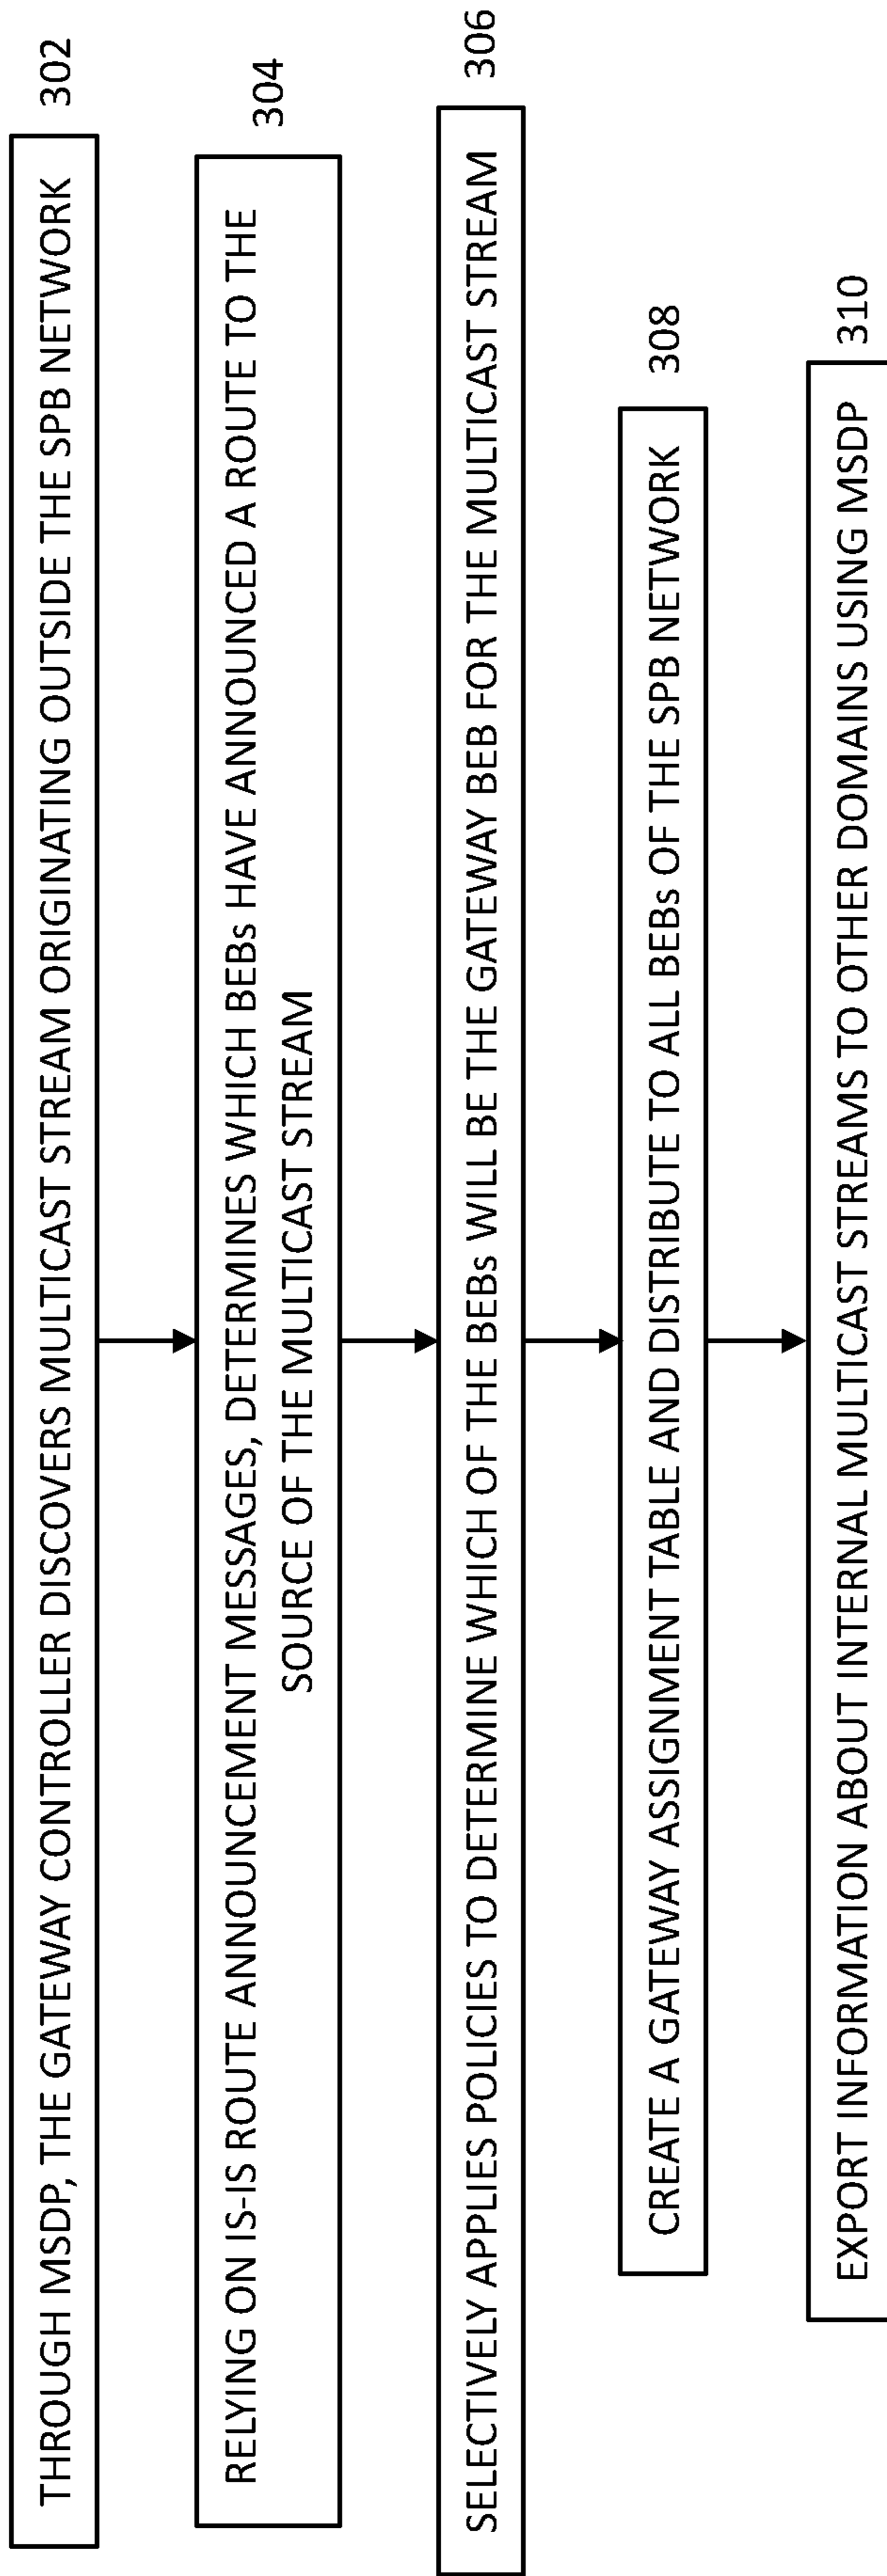 THROUGH MSDP, THE GATEWAY CONTROLLER DISCOVERS MULTICAST STREAM ORIGINATING OUTSIDE THE SPB NETWORK
302
RELYING ON IS-IS ROUTE ANNOUNCEMENT MESSAGES, DETERMINES WHICH BEBs HAVE ANNOUNCED A ROUTE TO THE
SOURCE OF THE MULTICAST STREAM
304
SELECTIVELY APPLIES POLICIES TO DETERMINE WHICH OF THE BEBs WILL BE THE GATEWAY BEB FOR THE MULTICAST STREAM
306
CREATE A GATEWAY ASSIGNMENT TABLE AND DISTRIBUTE TO ALL BEBs OF THE SPB NETWORK
308
EXPORT INFORMATION ABOUT INTERNAL MULTICAST STREAMS TO OTHER DOMAINS USING MSDP
310